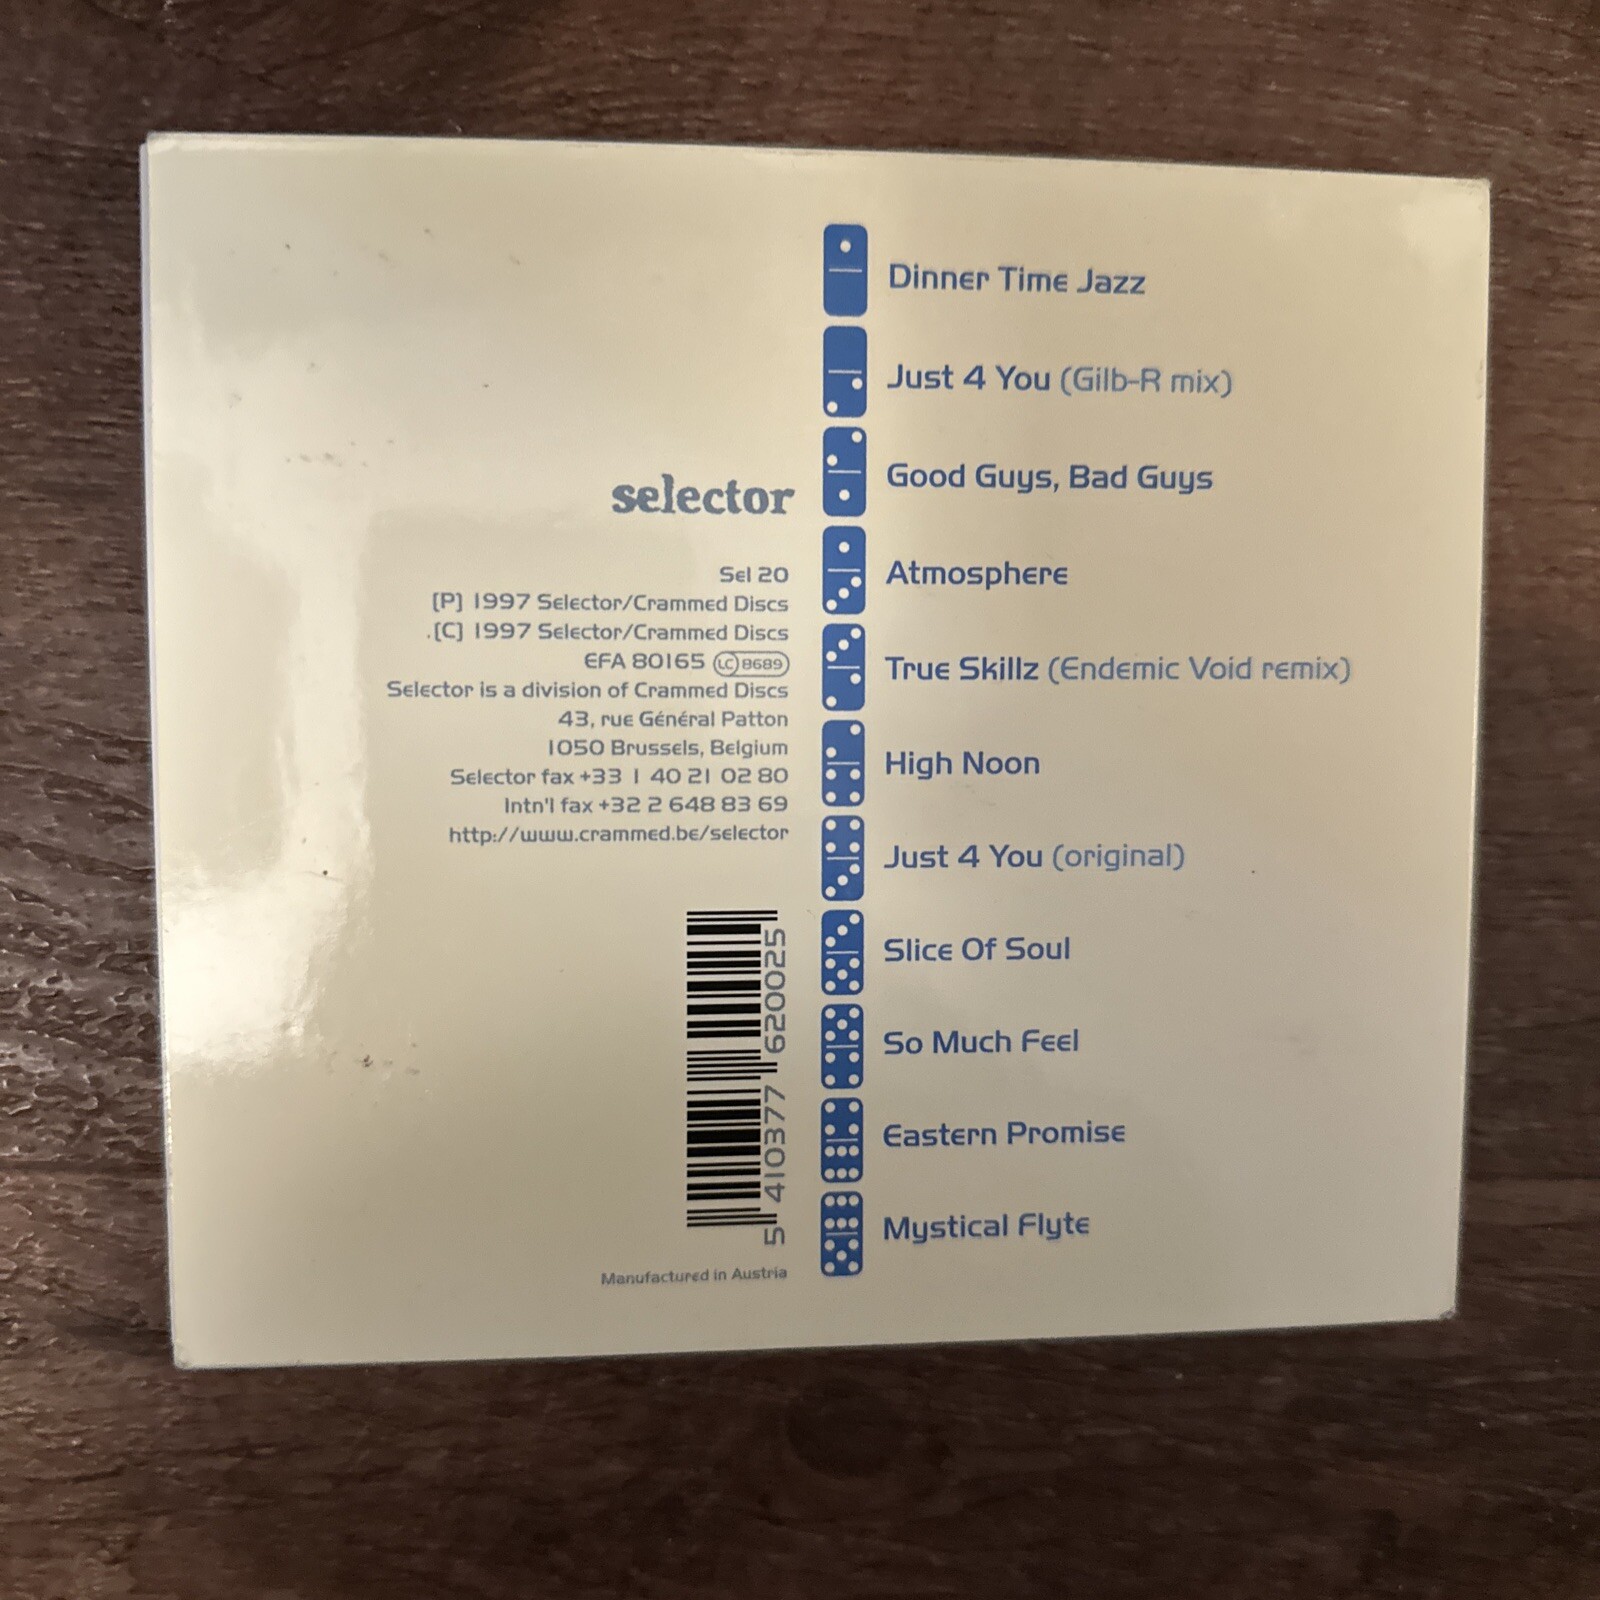 selector
Sel 20
[P] 1997 Selector/Crammed Discs
.[C] 1997 Selector/Crammed Discs
EFA 80165 LC 8689
Selector is a division of Crammed Discs
43, rue Général Patton
1050 Brussels, Belgium
Selector fax +33 1 40 21 02 80
Intn'l fax +32 2 648 83 69
http://www.crammed.be/selector
5 410377 620025
Manufactured in Austria
Dinner Time Jazz
Just 4 You (Gilb-R mix)
Good Guys, Bad Guys
Atmosphere
True Skillz (Endemic Void remix)
High Noon
Just 4 You (original)
Slice Of Soul
So Much Feel
Eastern Promise
Mystical Flyte